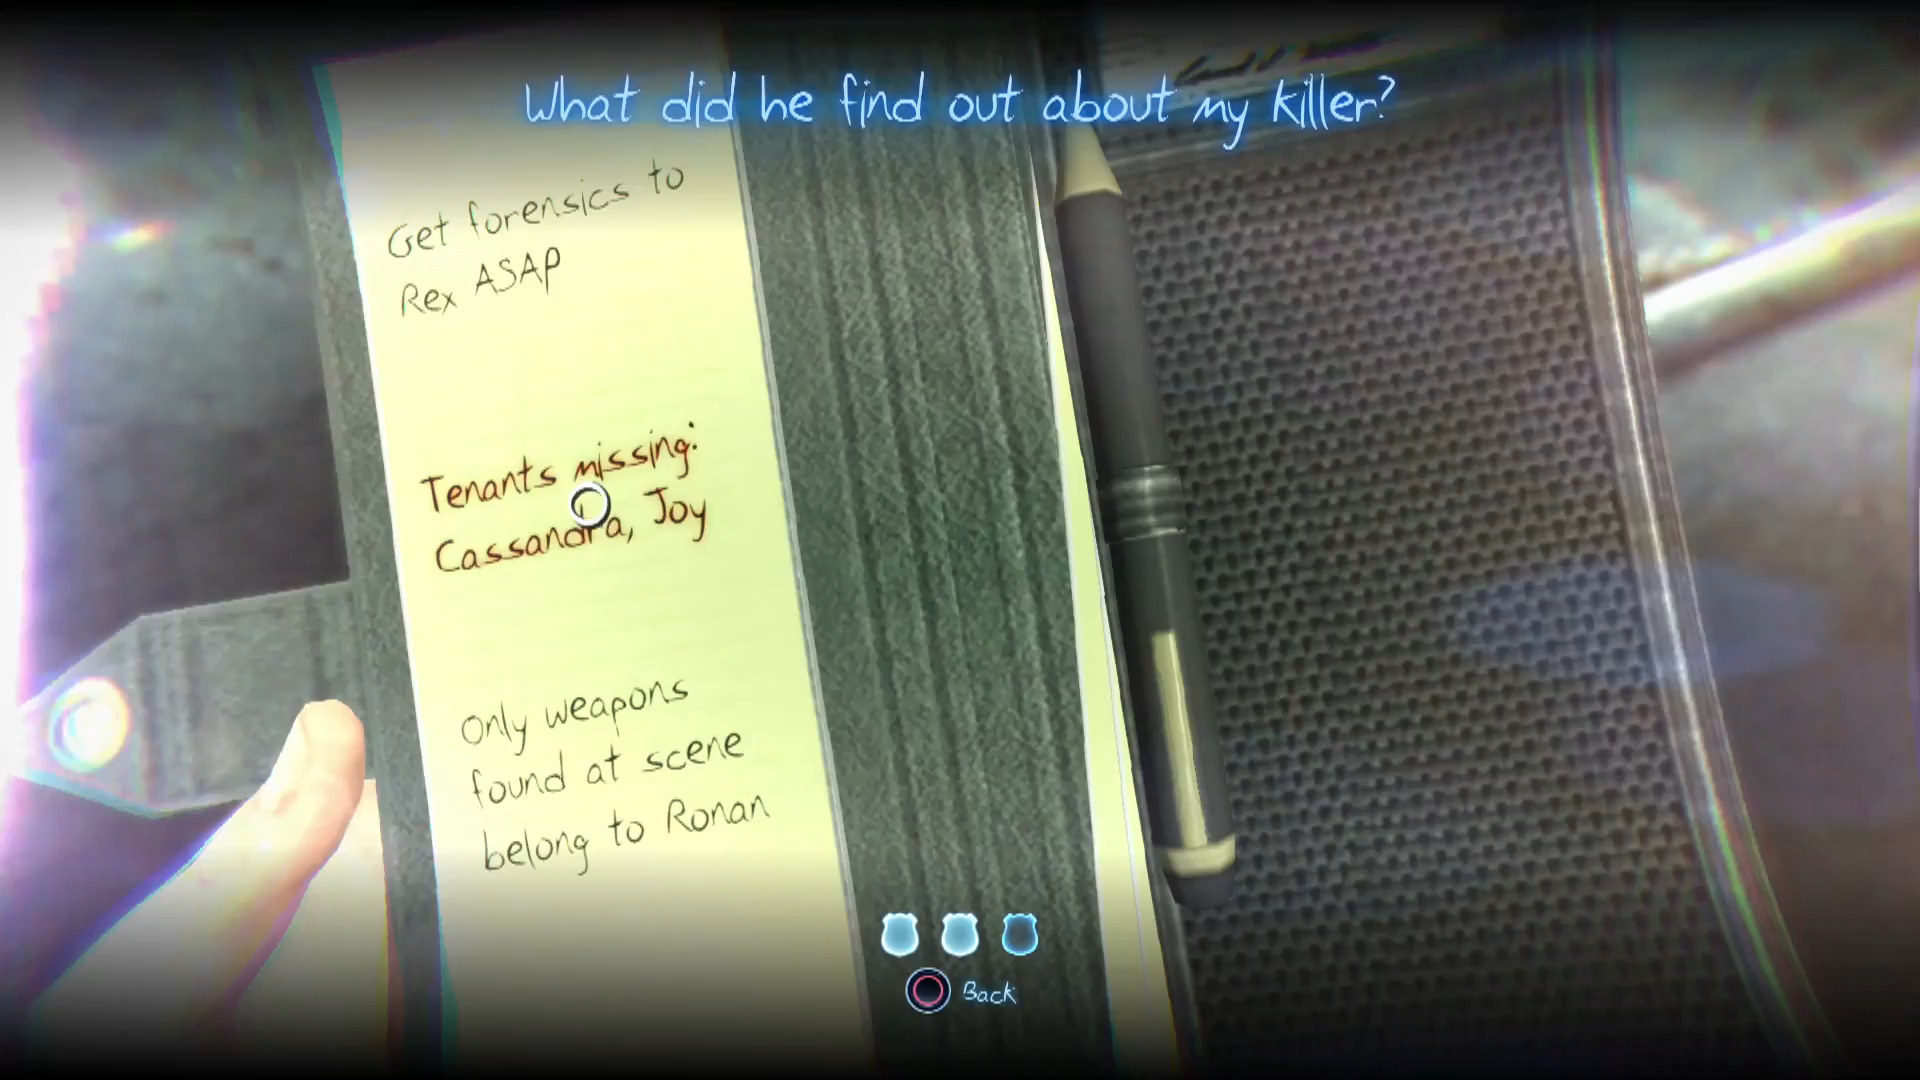 What did he find out about my killer?
Get forensics to
Rex ASAP
Tenants missing:
Cassandra, Joy
Only weapons
found at scene
belong to Ronan
Back